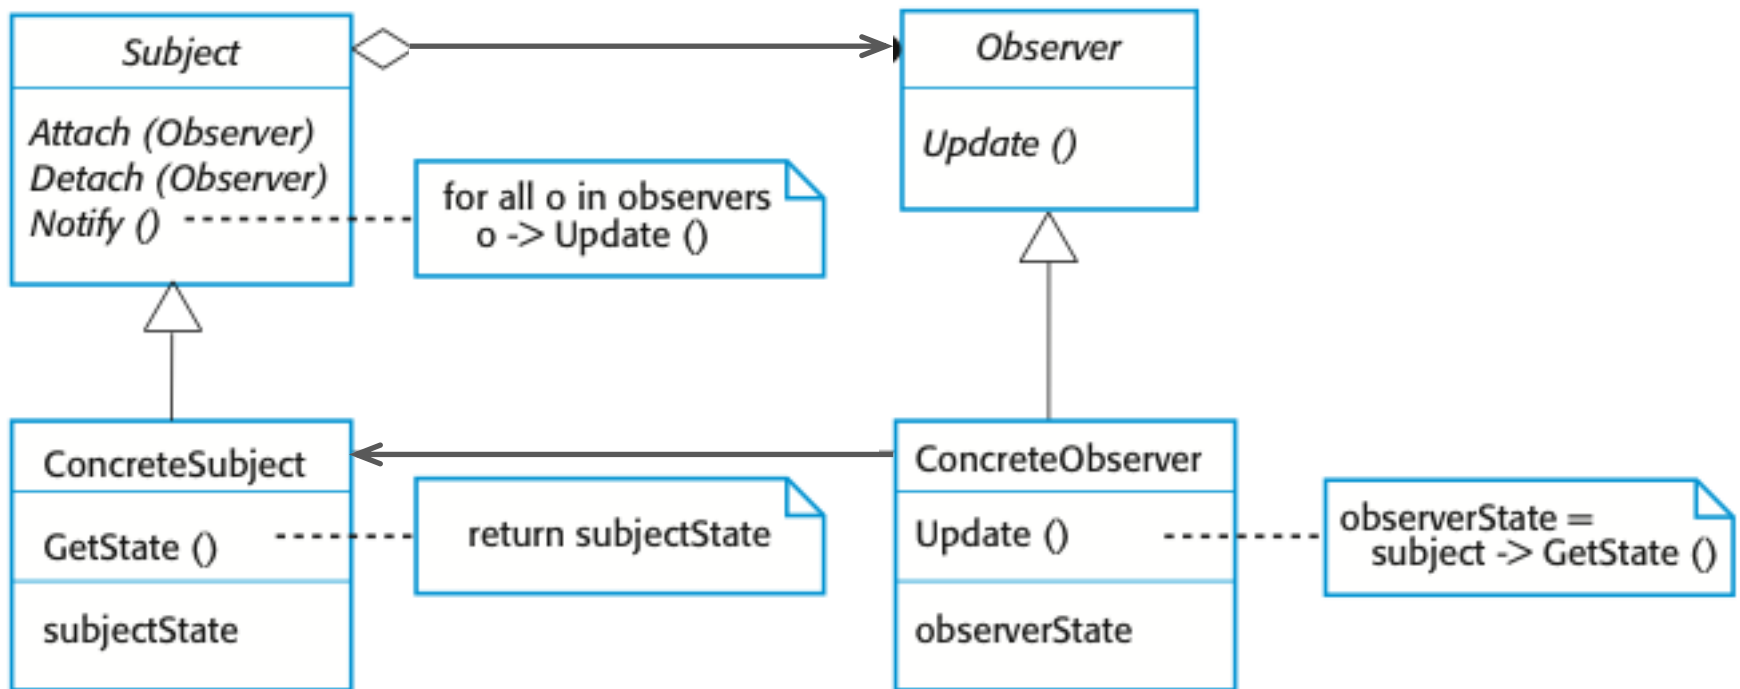 Subject
Attach (Observer)
Detach (Observer)
Notify ()
for all o in observers
o -> Update ()
Observer
Update ()
ConcreteSubject
GetState ()
subjectState
return subjectState
ConcreteObserver
Update ()
observerState
observerState =
subject -> GetState ()